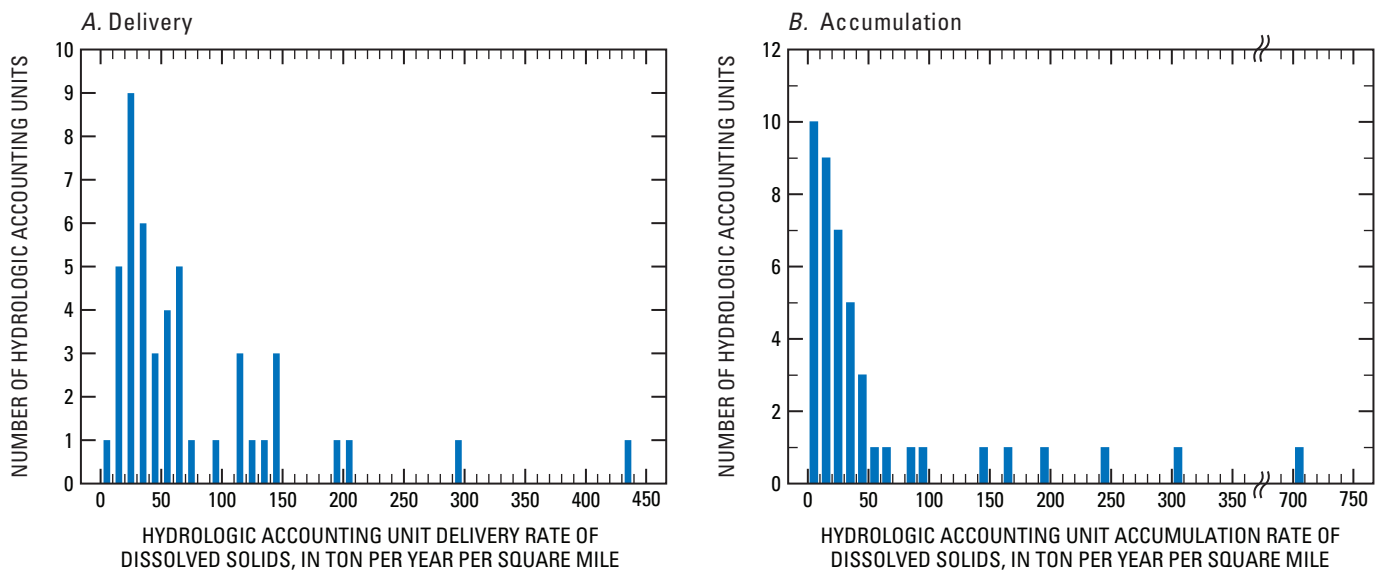 A. Delivery
NUMBER OF HYDROLOGIC ACCOUNTING UNITS
10
9
8
7
6
5
4
3
2
1
0
0 50 100 150 200 250 300 350 400 450
HYDROLOGIC ACCOUNTING UNIT DELIVERY RATE OF
DISSOLVED SOLIDS, IN TON PER YEAR PER SQUARE MILE
B. Accumulation
NUMBER OF HYDROLOGIC ACCOUNTING UNITS
12
10
8
6
4
2
0
0 50 100 150 200 250 300 350 700 750
HYDROLOGIC ACCOUNTING UNIT ACCUMULATION RATE OF
DISSOLVED SOLIDS, IN TON PER YEAR PER SQUARE MILE